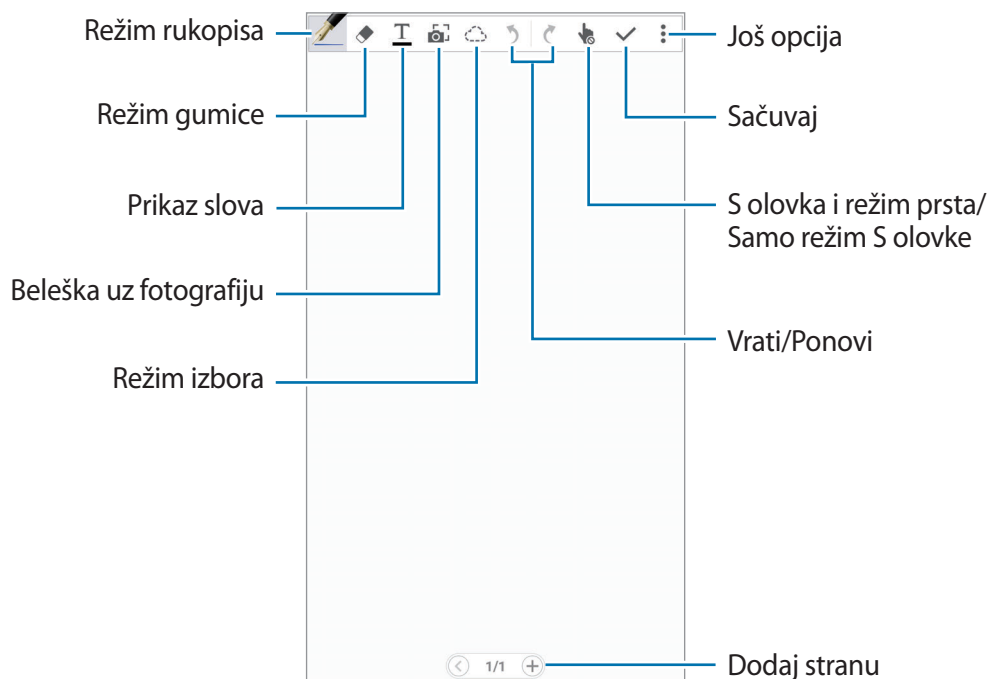 Režim rukopisa
Režim gumice
Prikaz slova
Beleška uz fotografiju
Režim izbora
T
Još opcija
Sačuvaj
S olovka i režim prsta/
Samo režim S olovke
Vrati/Ponovi
1/1
Dodaj stranu